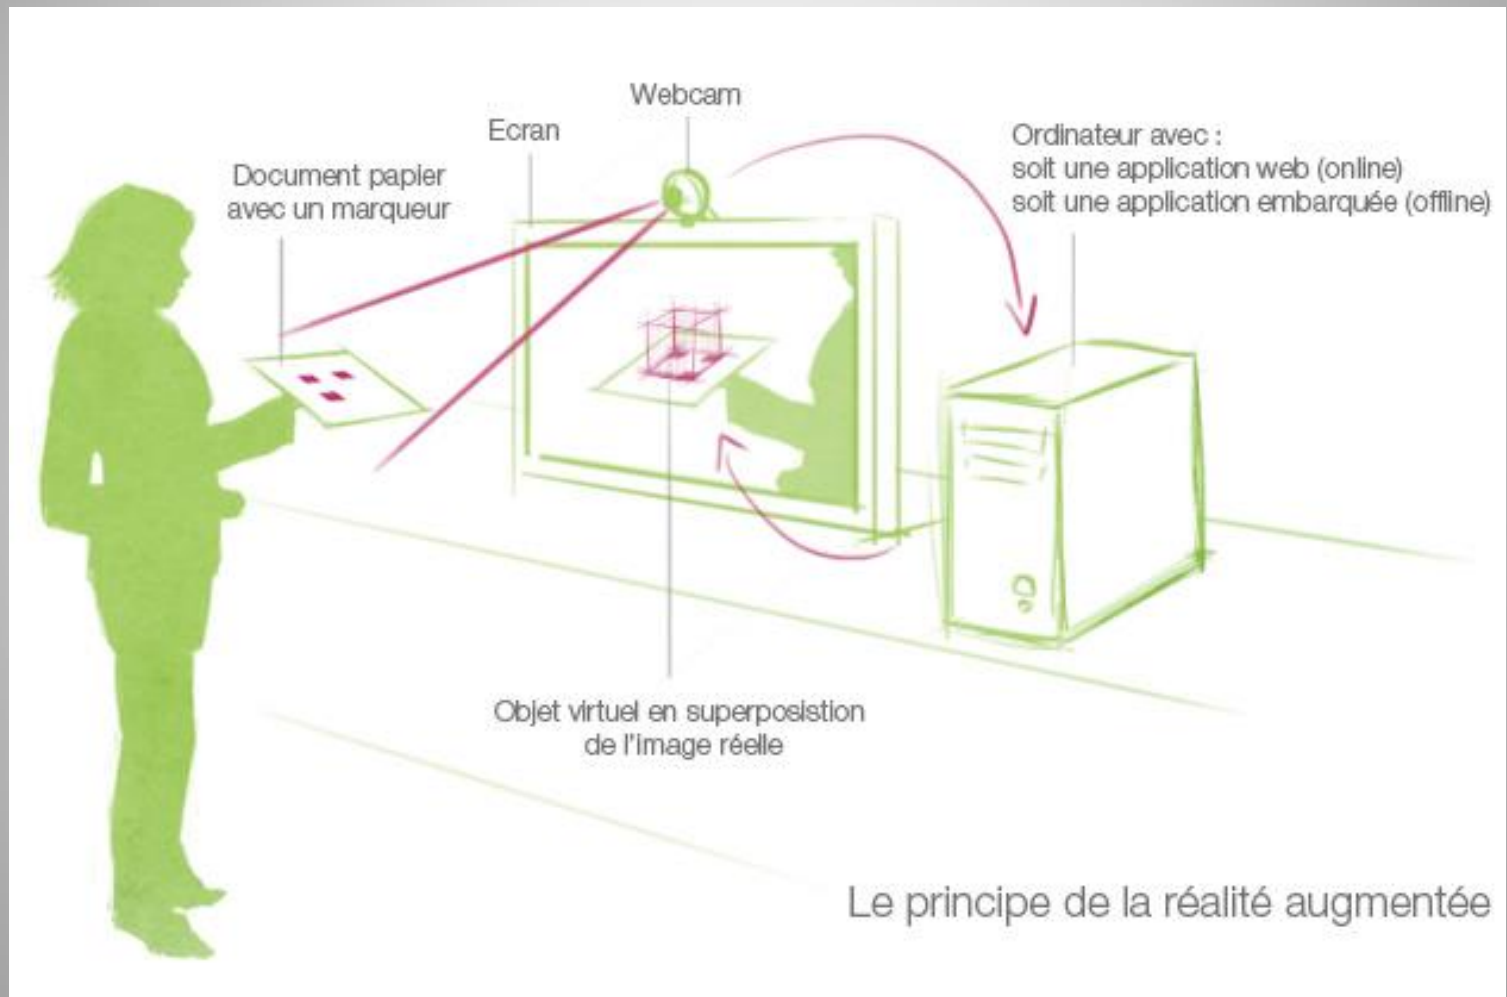 Webcam
Ecran
Document papier
avec un marqueur
Ordinateur avec :
soit une application web (online)
soit une application embarquée (offline)
Objet virtuel en superposistion
de l'image réelle
Le principe de la réalité augmentée